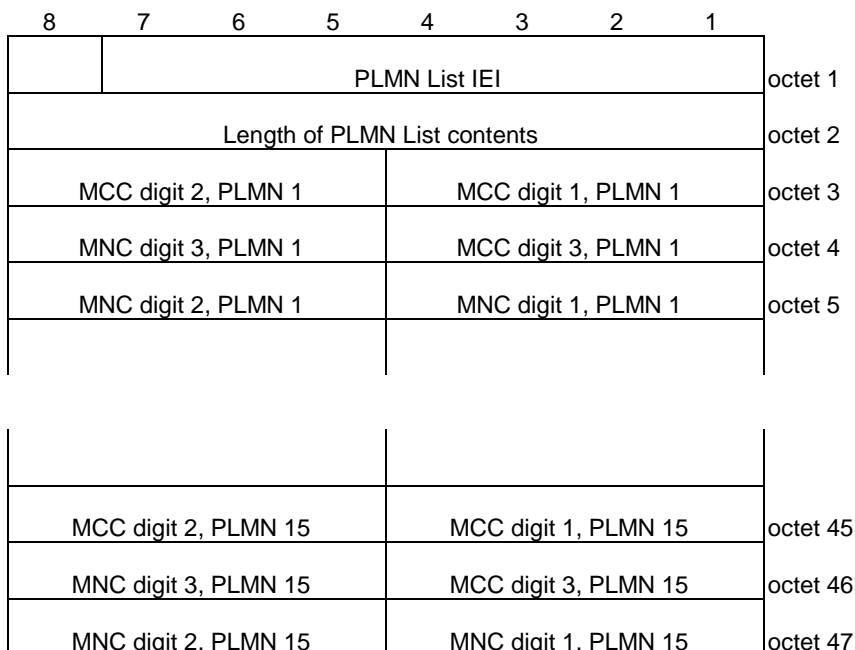 8 7 6 5 4 3 2 1
PLMN List IEI octet 1
Length of PLMN List contents octet 2
MCC digit 2, PLMN 1 MCC digit 1, PLMN 1 octet 3
MNC digit 3, PLMN 1 MCC digit 3, PLMN 1 octet 4
MNC digit 2, PLMN 1 MNC digit 1, PLMN 1 octet 5
MCC digit 2, PLMN 15 MCC digit 1, PLMN 15 octet 45
MNC digit 3, PLMN 15 MCC digit 3, PLMN 15 octet 46
MNC digit 2, PLMN 15 MNC digit 1, PLMN 15 octet 47